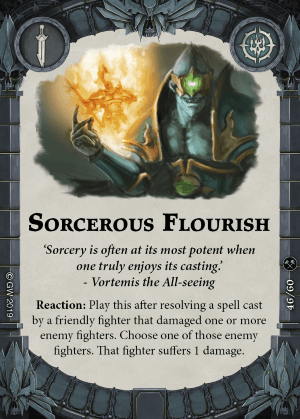 SORCEROUS FLOURISH
‘Sorcery is often at its most potent when
one truly enjoys its casting.’
- Vortemis the All-seeing
Reaction: Play this after resolving a spell cast
by a friendly fighter that damaged one or more
enemy fighters. Choose one of those enemy
fighters. That fighter suffers 1 damage.
©GW 2019
46/60